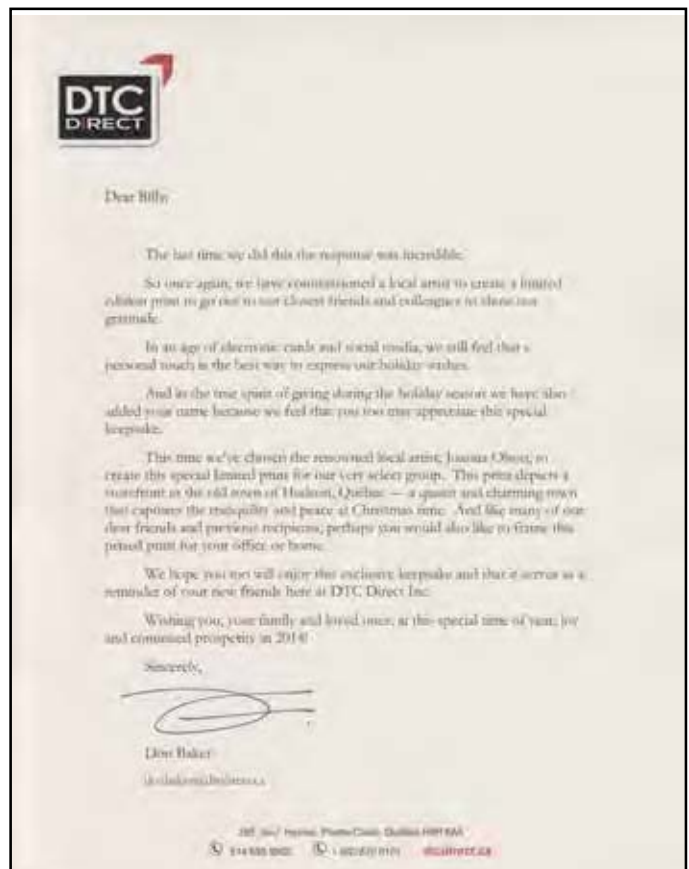 DTC
DIRECT
Dear Billy
The last time we did this the response was incredible.
So once again, we have commissioned a local artist to create a limited
edition print to go out to our closest friends and colleagues to show our
gratitude.
In an age of electronic cards and social media, we still feel that a
personal touch is the best way to express our holiday wishes.
And in the true spirit of giving during the holiday season we have also
added your name because we feel that you too may appreciate this special
keepsake.
This time we've chosen the renowned local artist, Joanna Olson, to
create this special limited print for our very select group. This print depicts a
storefront in the old town of Hudson, Québec — a quaint and charming town
that captures the tranquility and peace at Christmas time. And like many of our
dear friends and previous recipients, perhaps you would also like to frame this
prized print for your office or home.
We hope you too will enjoy this exclusive keepsake and that it serves as a
reminder of your new friends here at DTC Direct Inc.
Wishing you, your family and loved ones, at this special time of year, joy
and continued prosperity in 2014!
Sincerely,
Don Baker
Pointe-Claire, Québec
514
dtcdirect.ca